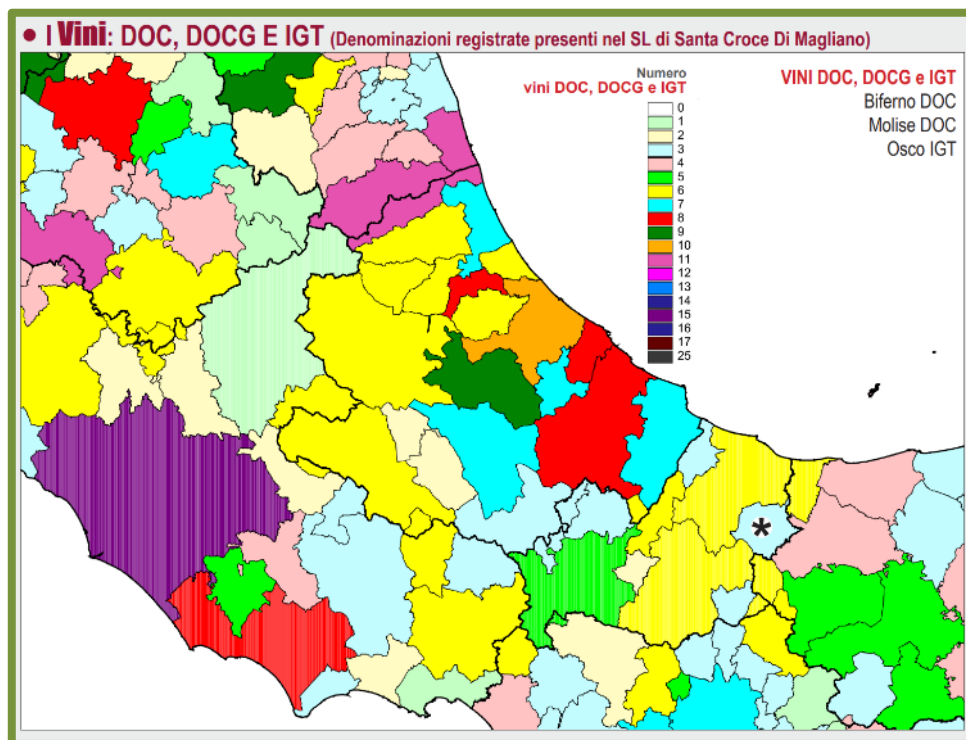 • I Vini: DOC, DOCG E IGT (Denominazioni registrate presenti nel SL di Santa Croce Di Magliano)
Numero
vini DOC, DOCG e IGT
0
1
2
3
4
5
6
7
8
9
10
11
12
13
14
15
16
17
25
VINI DOC, DOCG e IGT
Biferno DOC
Molise DOC
Osco IGT
*